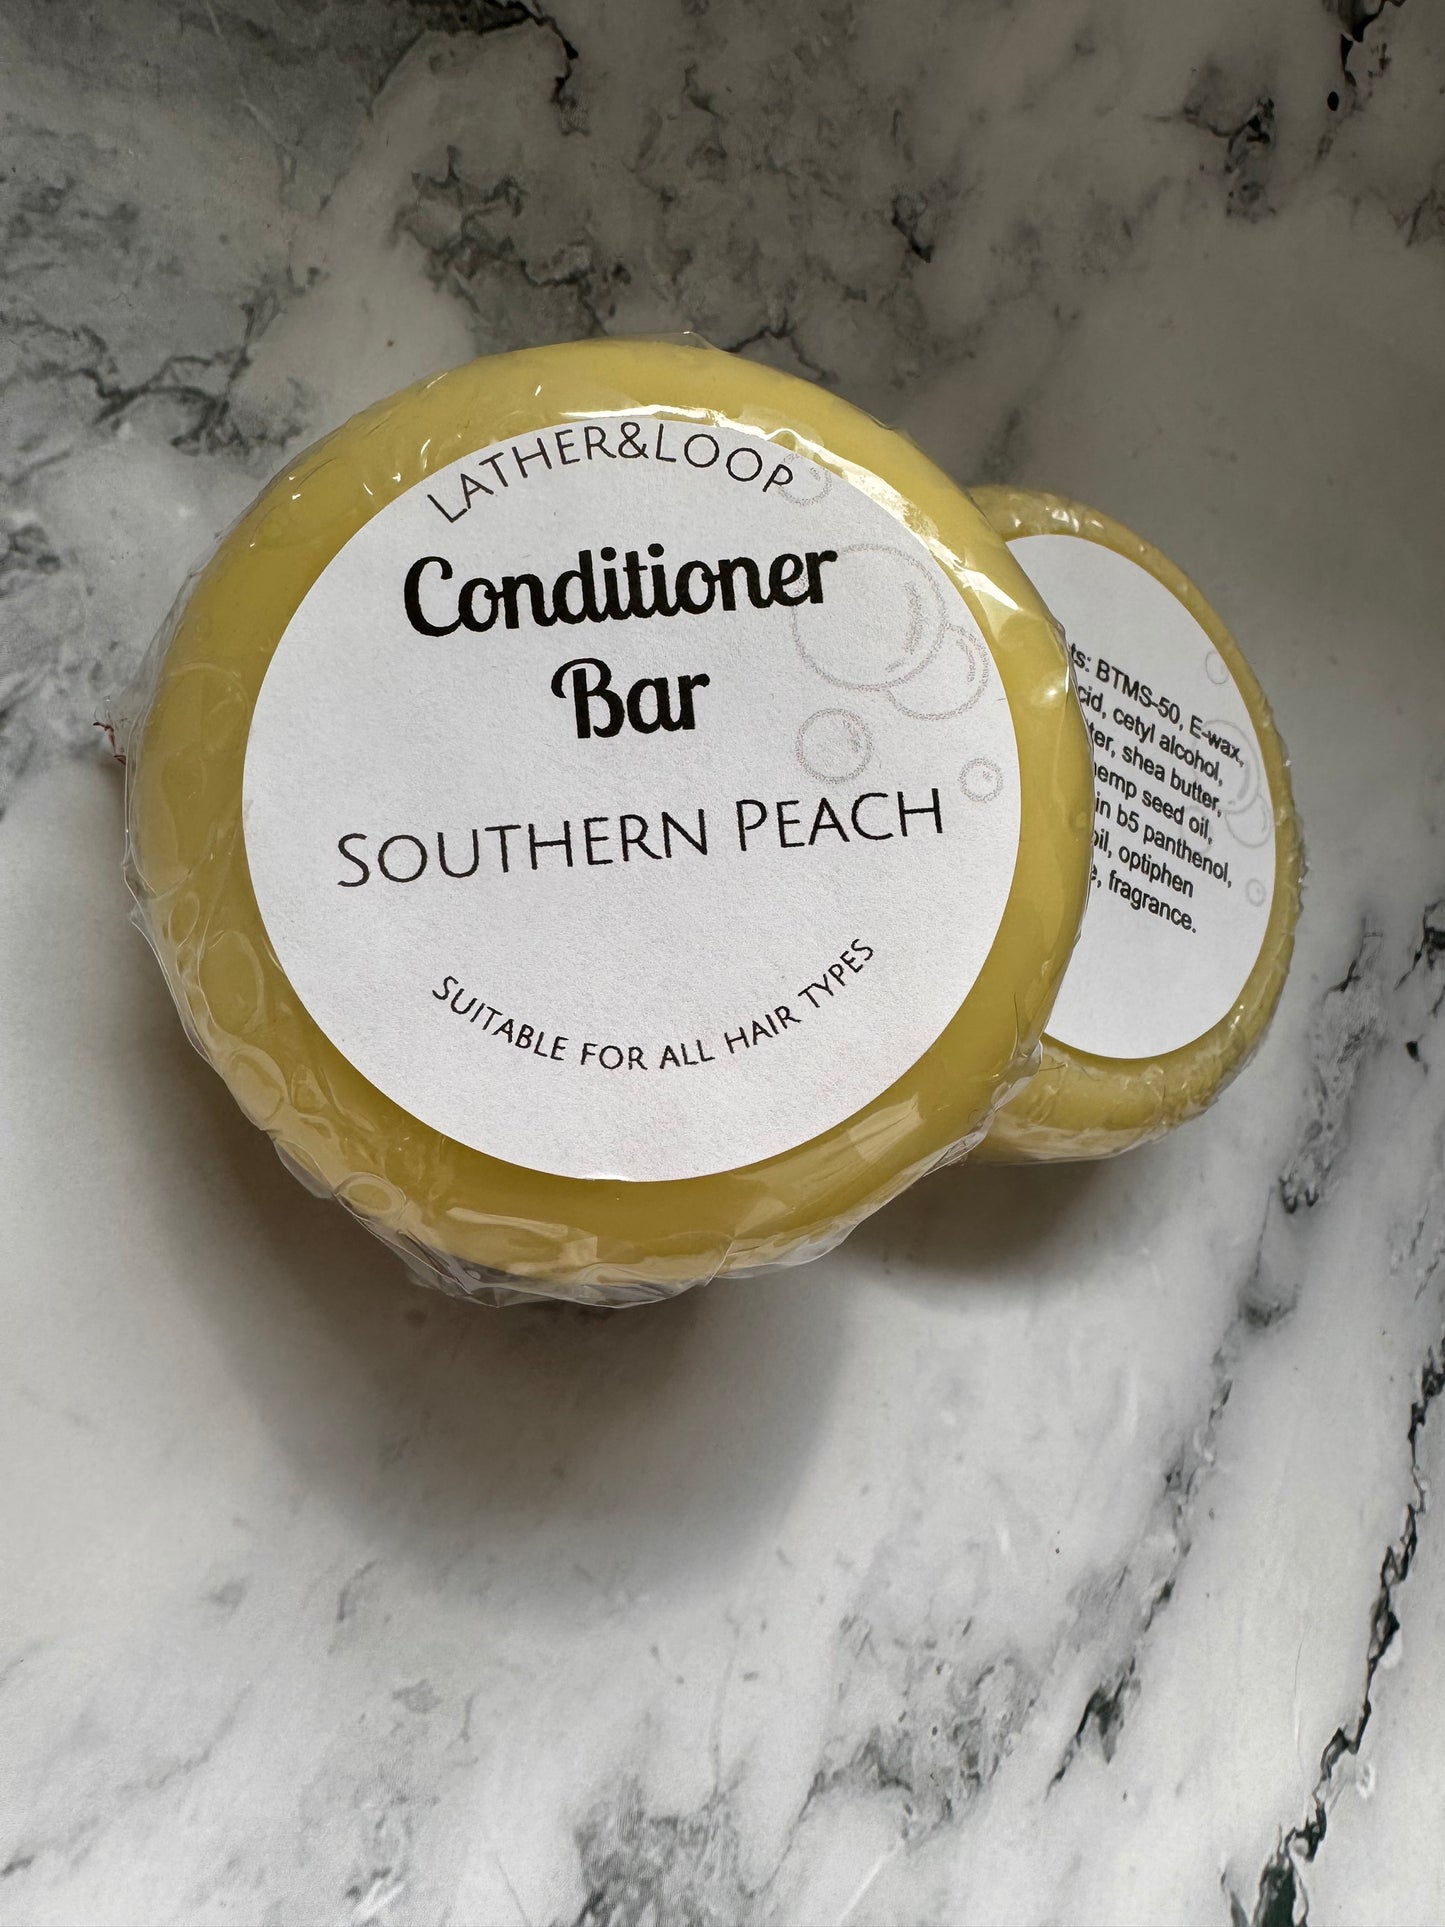 LATHER&LOOP
Conditioner
Bar
SOUTHERN PEACH
SUITABLE FOR ALL HAIR TYPES
ts: BTMS-50, E-wax,
cid, cetyl alcohol,
ter, shea butter,
hemp seed oil,
in b5 panthenol,
oil, optiphen
e, fragrance.